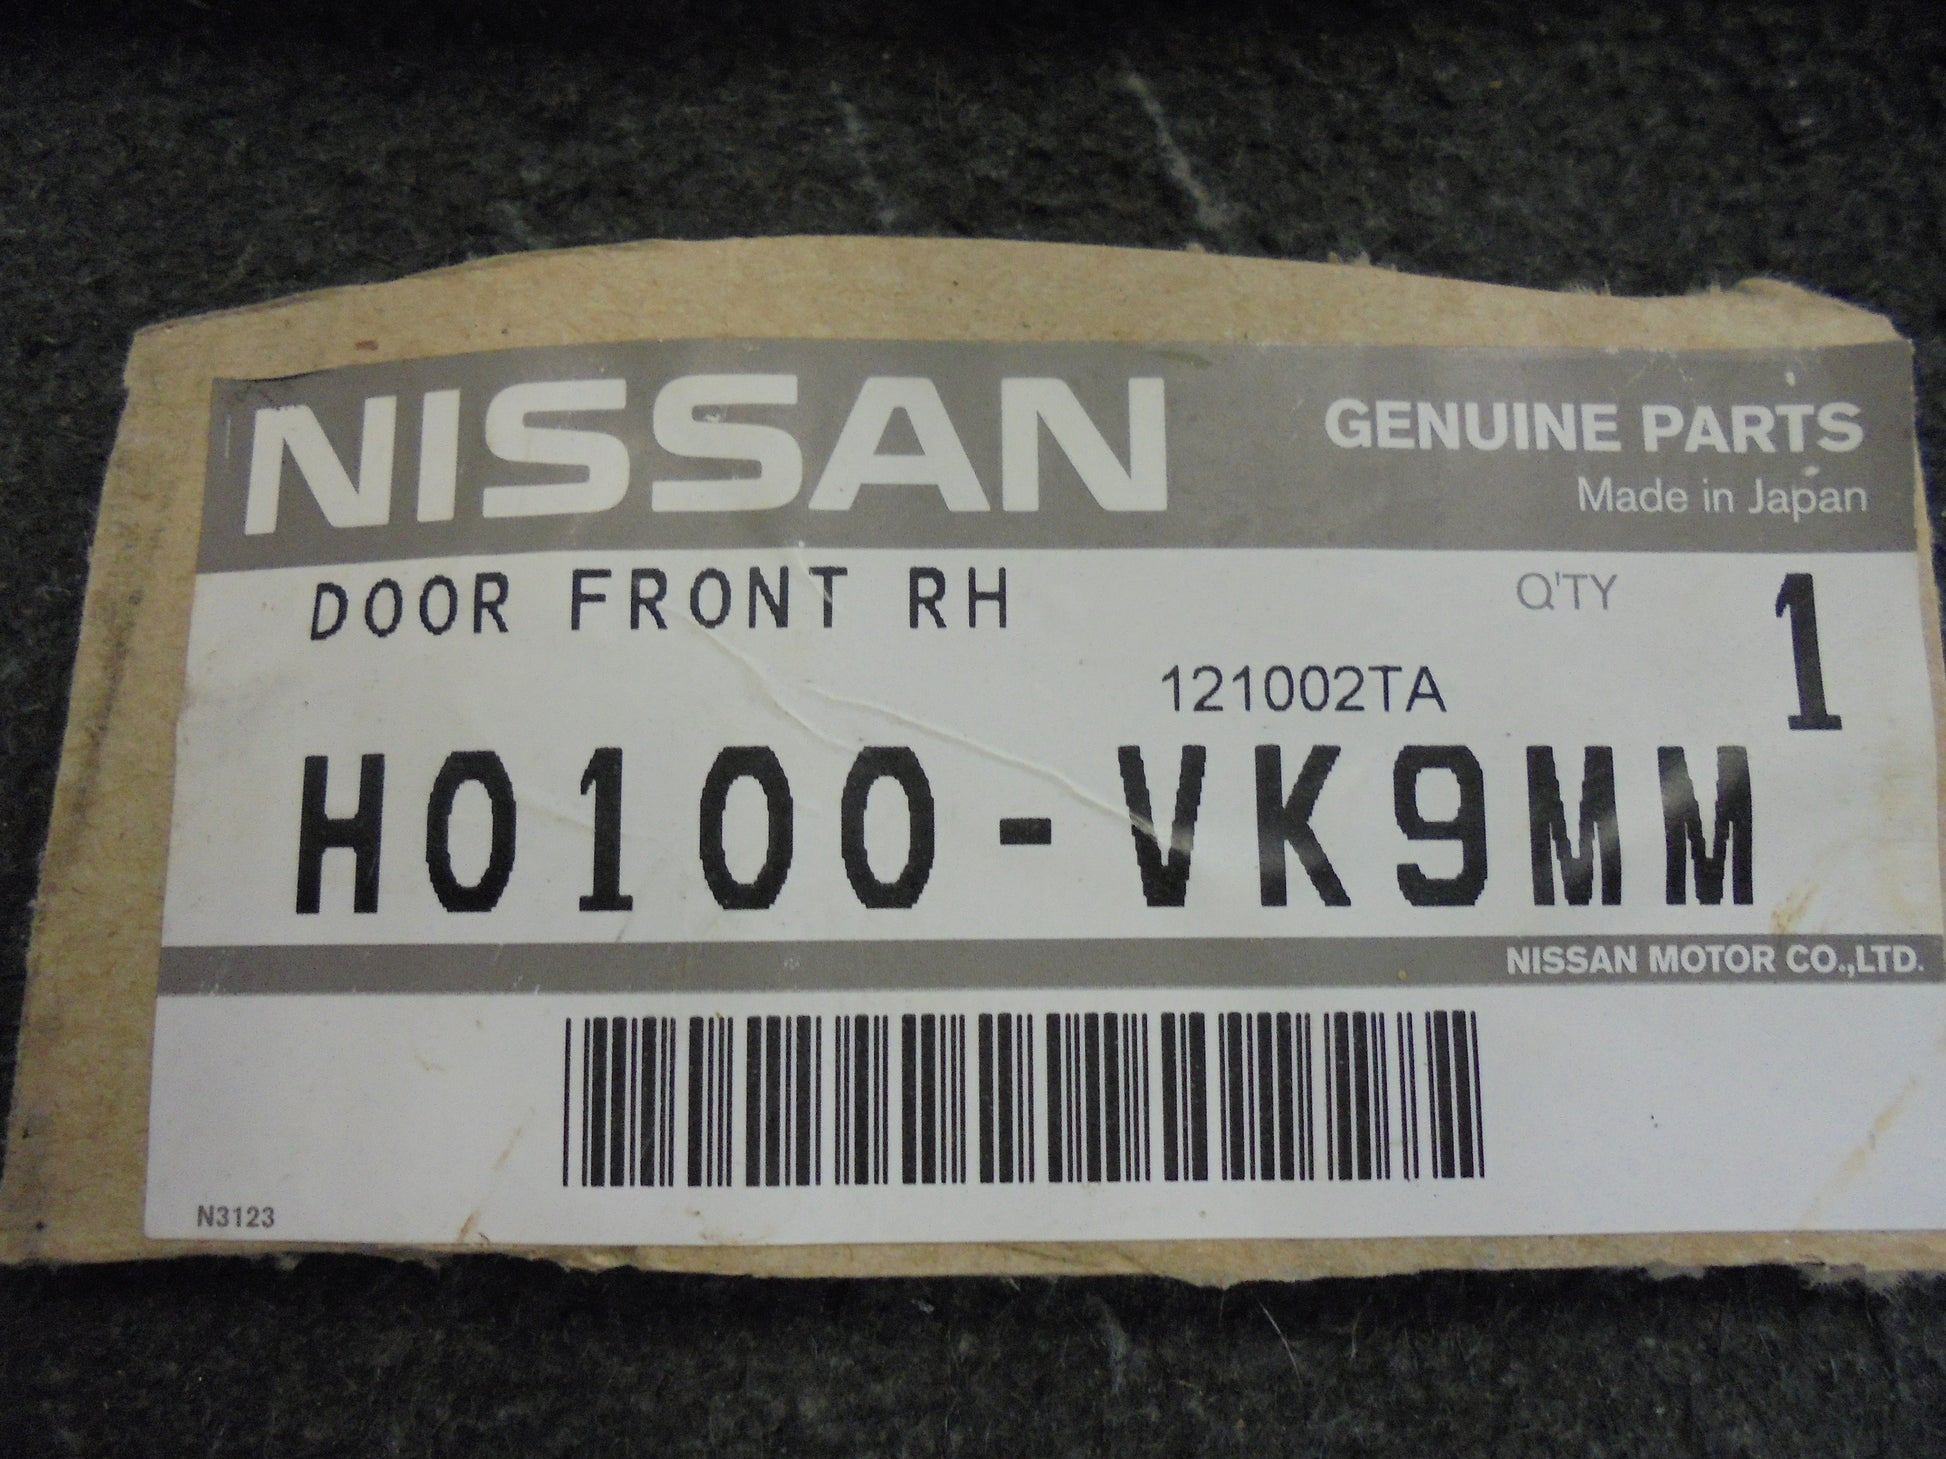 NISSAN
GENUINE PARTS
Made in Japan
DOOR FRONT RH
Q'TY 1
121002TA
H0100-VK9MM
NISSAN MOTOR CO.,LTD.
N3123